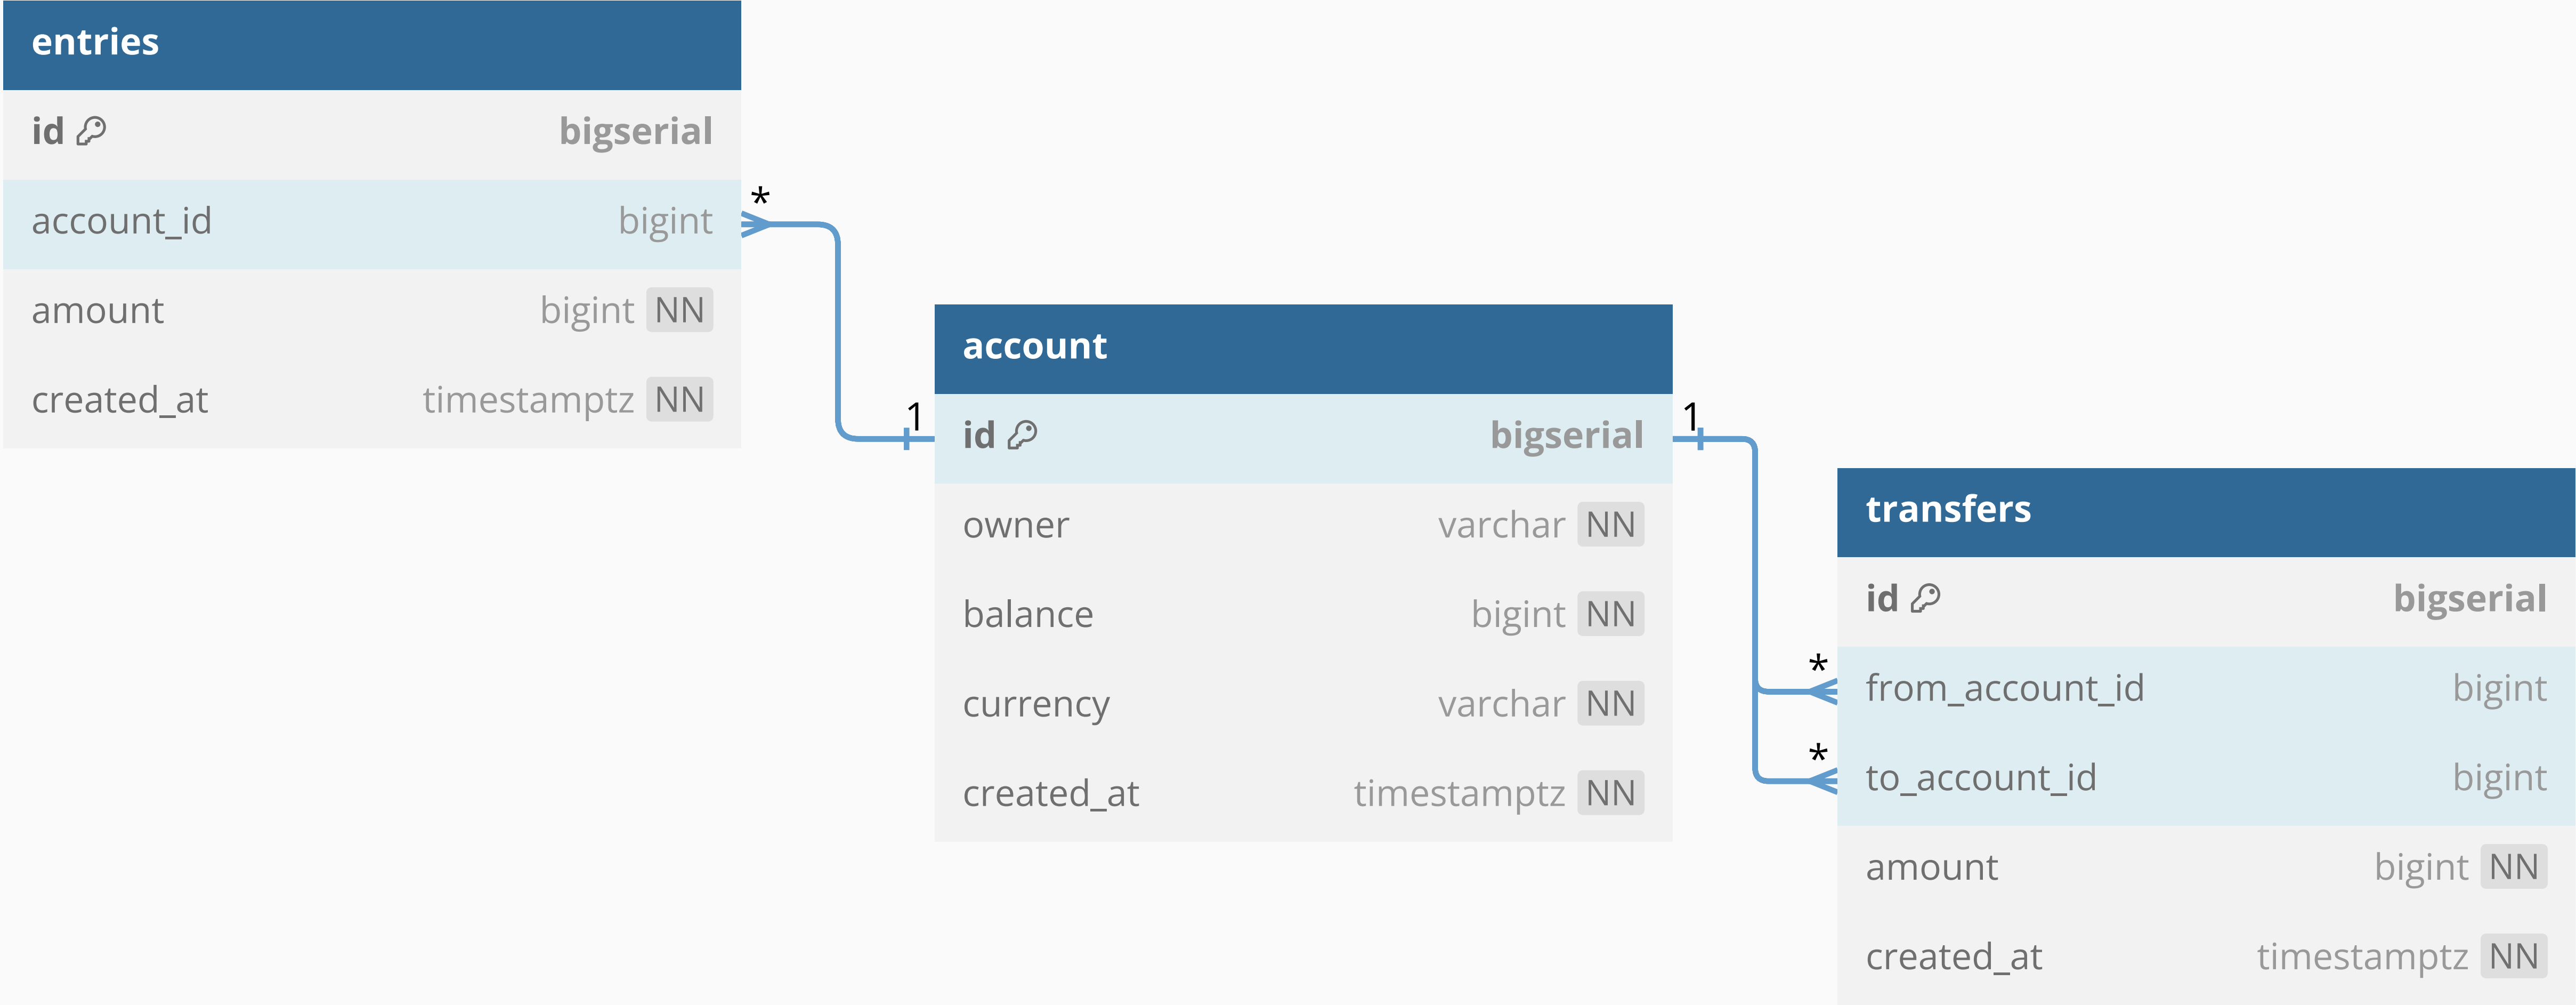 entries
id bigserial
account_id bigint
amount bigint NN
created_at timestamptz NN
*
1
account
id bigserial
owner varchar NN
balance bigint NN
currency varchar NN
created_at timestamptz NN
1
*
*
transfers
id bigserial
from_account_id bigint
to_account_id bigint
amount bigint NN
created_at timestamptz NN